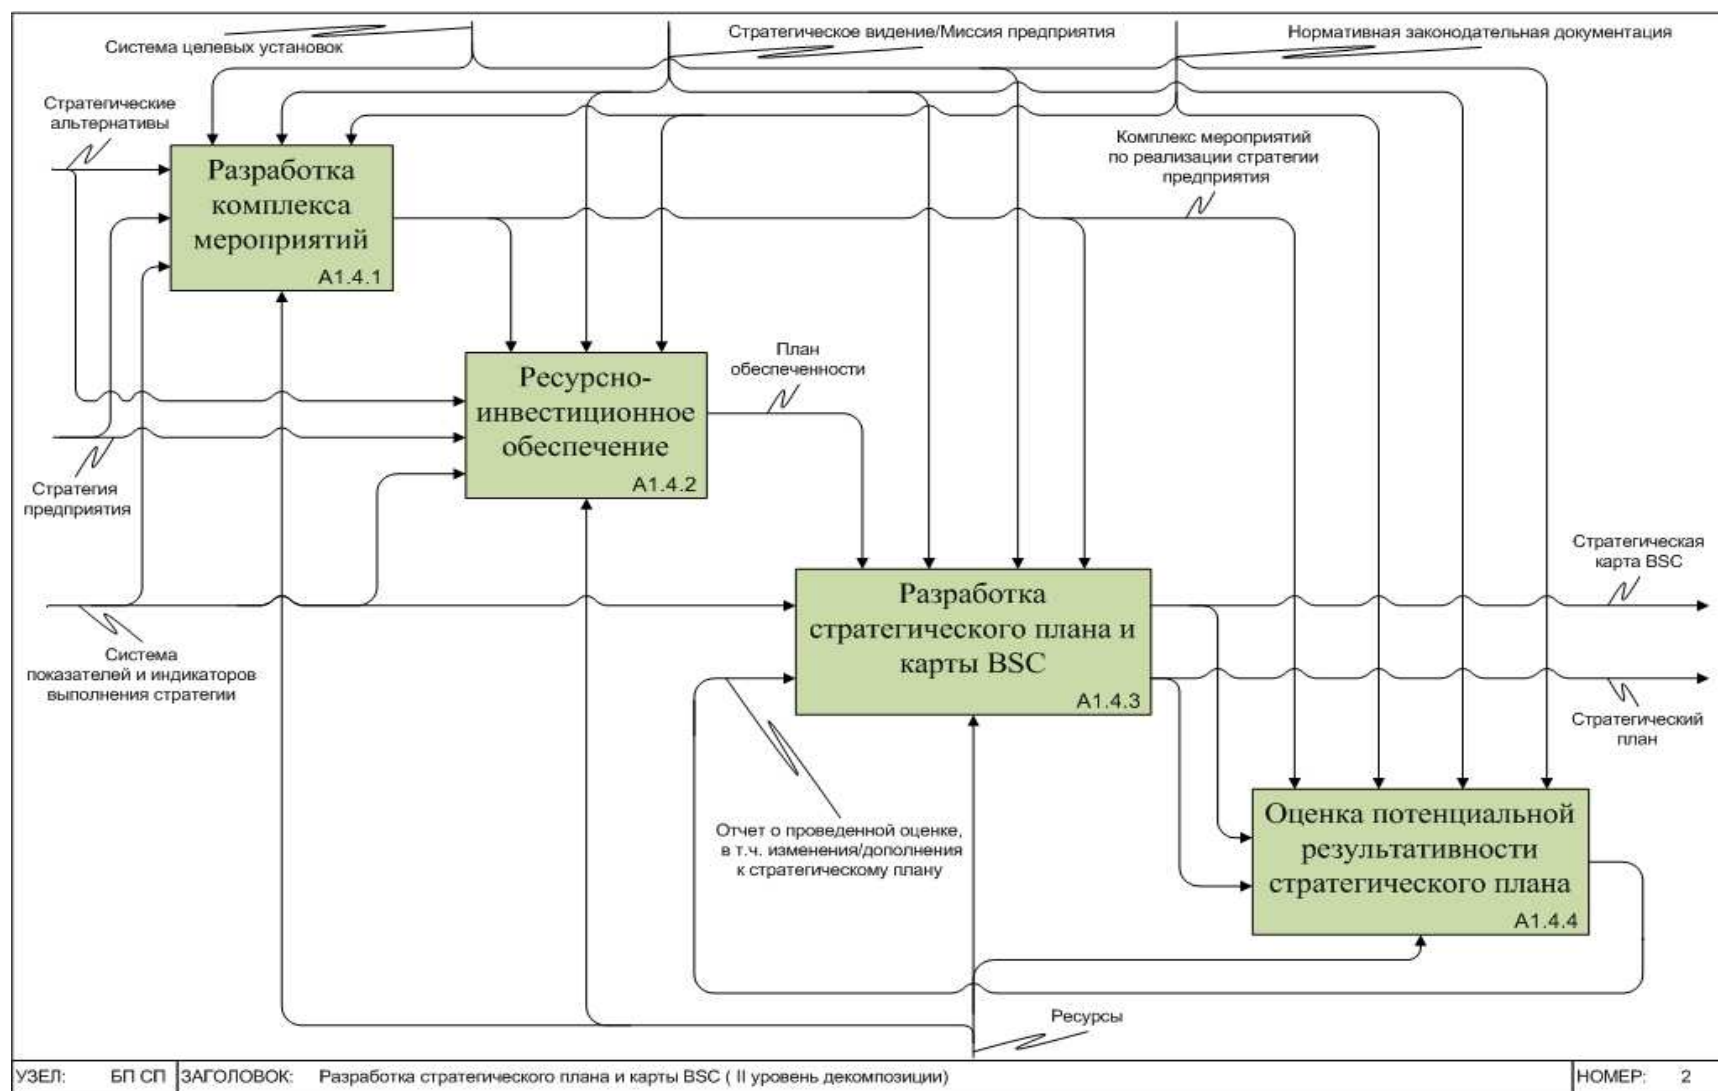 Система целевых установок
Стратегическое видение/Миссия предприятия
Нормативная законодательная документация
Стратегические
альтернативы
Комплекс мероприятий
по реализации стратегии
предприятия
Разработка
комплекса
мероприятий
А1.4.1
План
обеспеченности
Ресурсно-
инвестиционное
обеспечение
А1.4.2
Стратегия
предприятия
Стратегическая
карта BSC
Разработка
стратегического плана и
карты BSC
А1.4.3
Система
показателей и индикаторов
выполнения стратегии
Стратегический
план
Отчет о проведенной оценке,
в т.ч. изменения/дополнения
к стратегическому плану
Оценка потенциальной
результативности
стратегического плана
А1.4.4
Ресурсы
УЗЕЛ: БП СП ЗАГОЛОВОК: Разработка стратегического плана и карты BSC ( II уровень декомпозиции) НОМЕР: 2